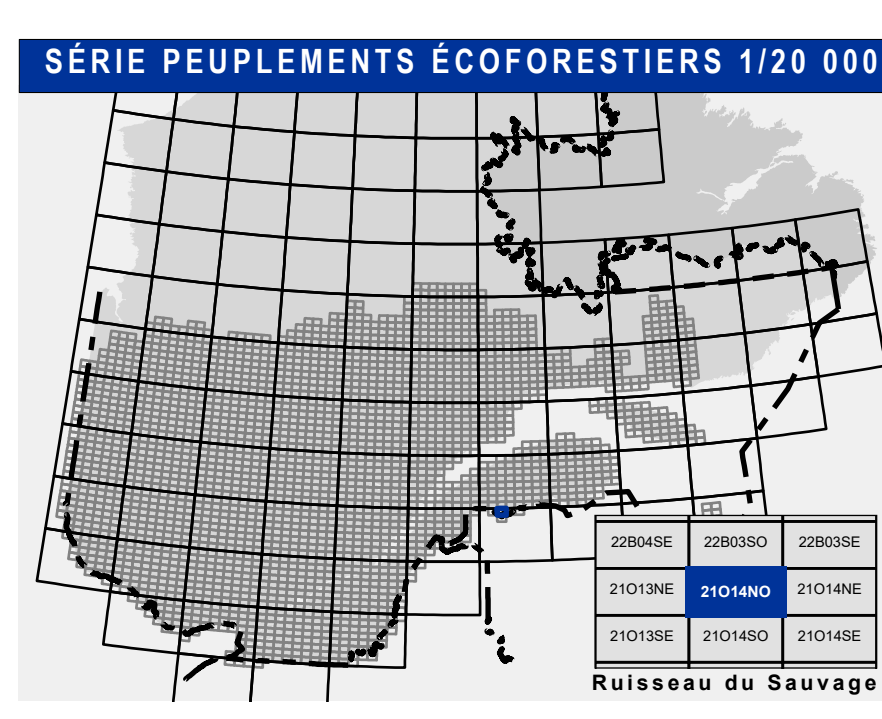 SÉRIE PEUPLEMENTS ÉCOFORESTIERS 1/20 000
22B04SE 22B03SO 22B03SE
21O13NE 21O14NO 21O14NE
21O13SE 21O14SO 21O14SE
Ruisseau du Sauvage